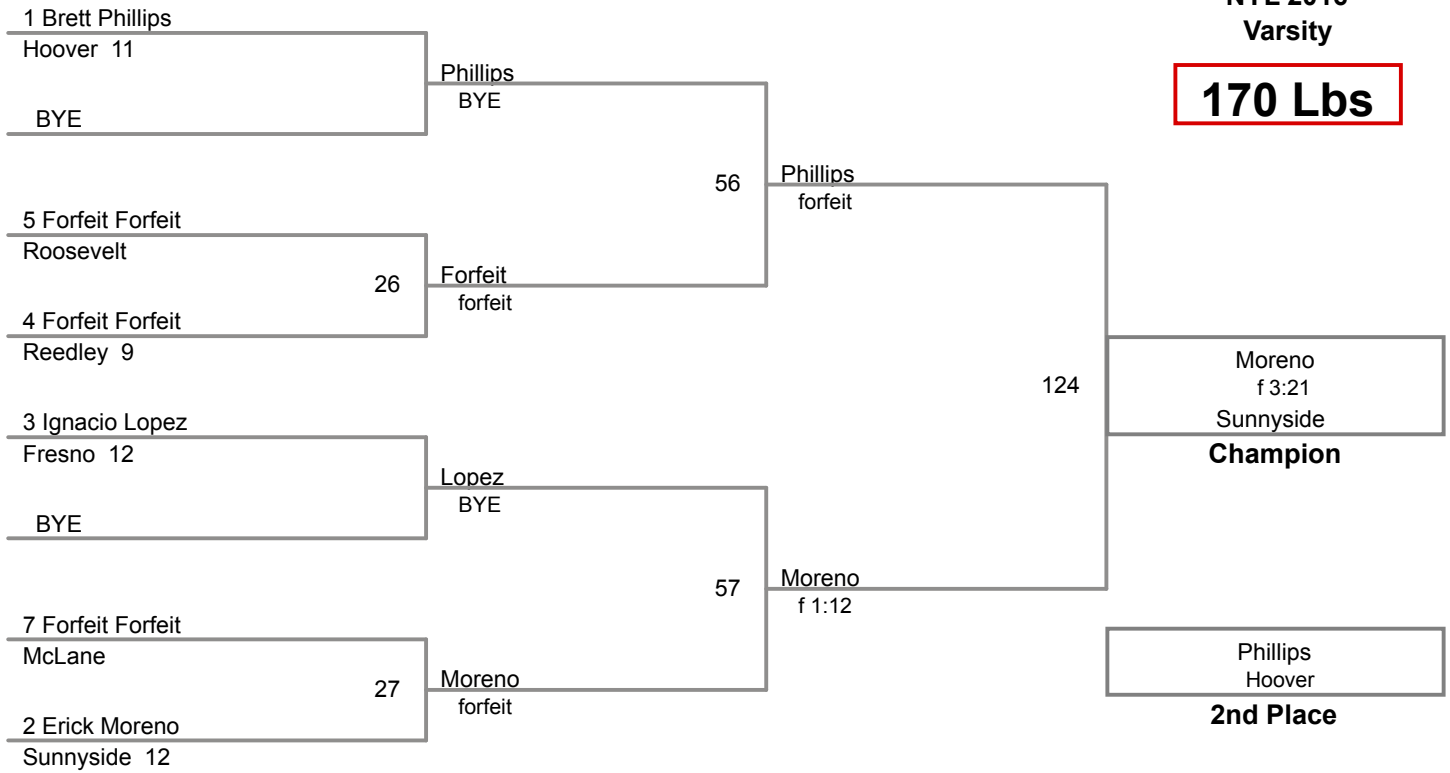 NYL 2016
Varsity
170 Lbs
1 Brett Phillips
Hoover 11
BYE
Phillips
BYE
5 Forfeit Forfeit
Roosevelt
26
4 Forfeit Forfeit
Reedley 9
Forfeit
forfeit
56
Phillips
forfeit
3 Ignacio Lopez
Fresno 12
BYE
Lopez
BYE
7 Forfeit Forfeit
McLane
27
2 Erick Moreno
Sunnyside 12
Moreno
forfeit
57
Moreno
f 1:12
124
Moreno
f 3:21
Sunnyside
Champion
Phillips
Hoover
2nd Place